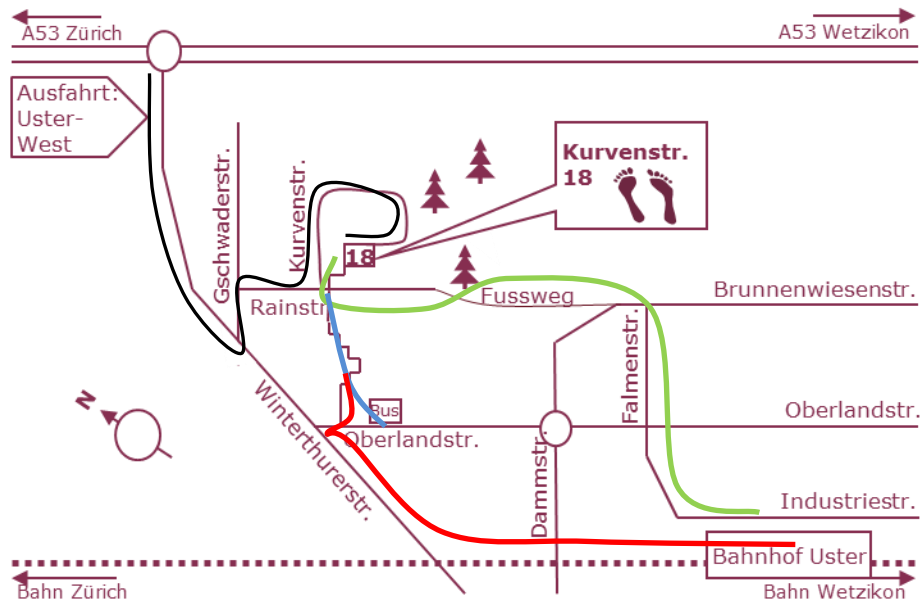 A53 Zürich
A53 Wetzikon
Ausfahrt:
Uster-
West
Gschwaderstr.
Kurvenstr.
Kurvenstr.
18
18
Rainstr
Fussweg
Brunnenwiesenstr.
Falmenstr.
N
Winterthurerstr.
Bus
Oberlandstr.
Oberlandstr.
Dammstr.
Industriestr.
Bahnhof Uster
Bahn Zürich
Bahn Wetzikon